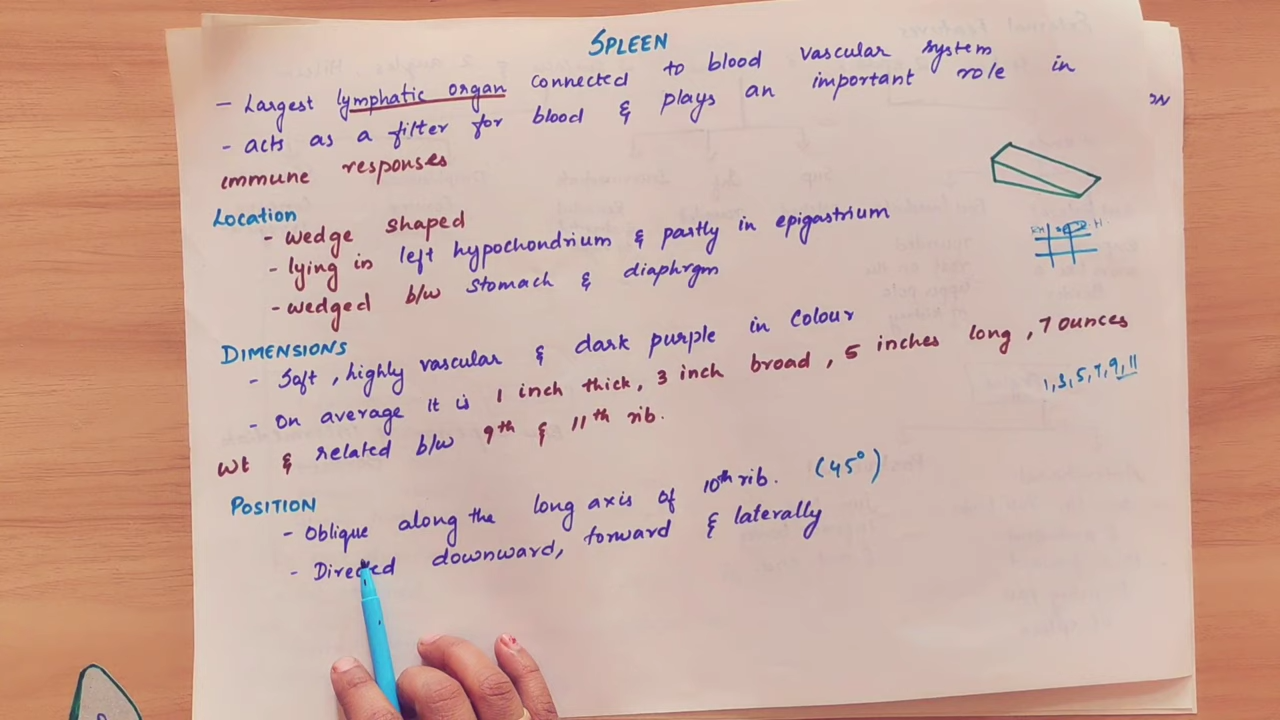 SPLEEN
- Largest lymphatic organ connected to blood vascular system
- acts as a filter for blood & plays an important role in
immune responses
Location
- wedge shaped
- lying in left hypochondrium & partly in epigastrium
- wedged b/w stomach & diaphrgm
DIMENSIONS
- Soft, highly vascular & dark purple in colour
- On average it is 1 inch thick, 3 inch broad, 5 inches long, 7 ounces
1,3,5,7,9,11
wt & related b/w 9th & 11th rib.
POSITION
- Oblique along the long axis of 10th rib. (45°)
- Directed downward, forward & laterally